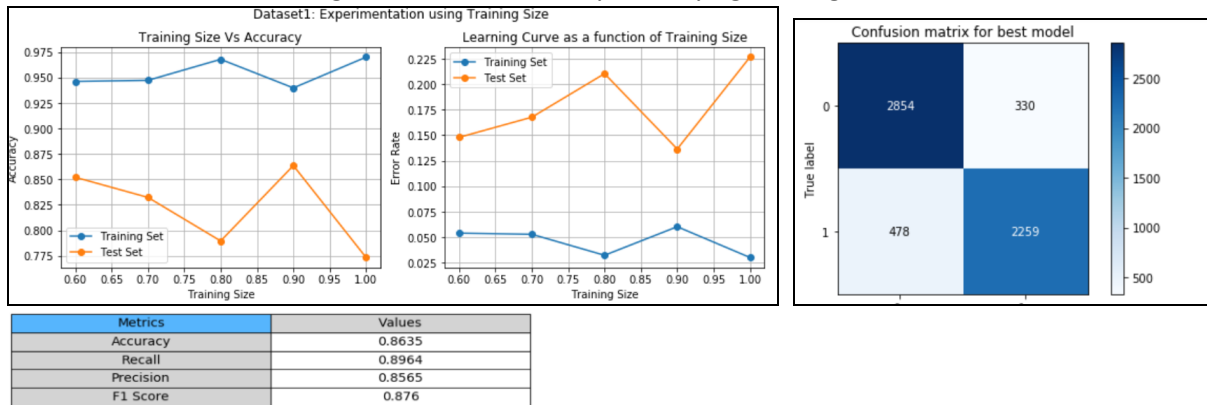 Dataset1: Experimentation using Training Size
Training Size Vs Accuracy
0.975
0.950
0.925
0.900
0.875
0.850
0.825
0.800
0.775
Accuracy
Training Set
Test Set
0.60 0.65 0.70 0.75 0.80 0.85 0.90 0.95 1.00
Training Size
Learning Curve as a function of Training Size
Training Set
Test Set
0.225
0.200
0.175
0.150
0.125
0.100
0.075
0.050
0.025
Error Rate
0.60 0.65 0.70 0.75 0.80 0.85 0.90 0.95 1.00
Training Size
Confusion matrix for best model
True label
0 2854 330
1 478 2259
2500
2000
1500
1000
500
Metrics Values
Accuracy 0.8635
Recall 0.8964
Precision 0.8565
F1 Score 0.876